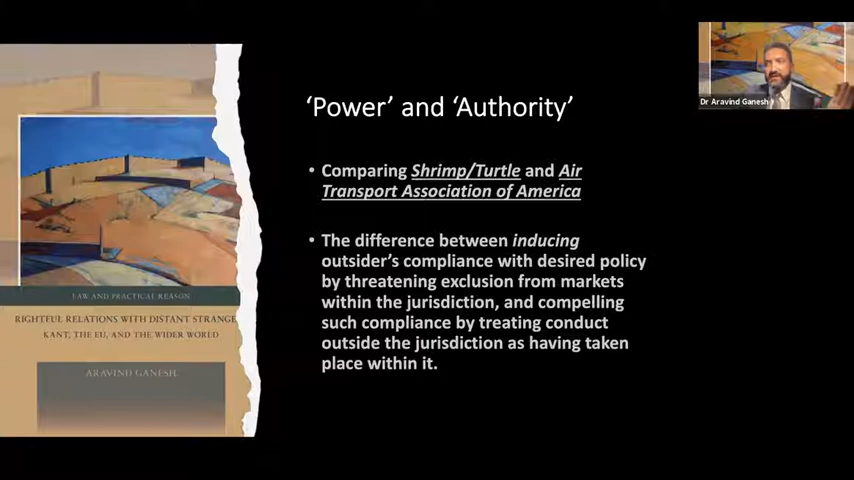 'Power' and 'Authority'
• Comparing Shrimp/Turtle and Air
Transport Association of America
• The difference between inducing
outsider's compliance with desired policy
by threatening exclusion from markets
within the jurisdiction, and compelling
such compliance by treating conduct
outside the jurisdiction as having taken
place within it.
LAW AND PRACTICAL REASON
RIGHTFUL RELATIONS WITH DISTANT STRANGE
KANT, THE EU, AND THE WIDER WORLD
ARAVIND GANESH
Dr Aravind Ganesh